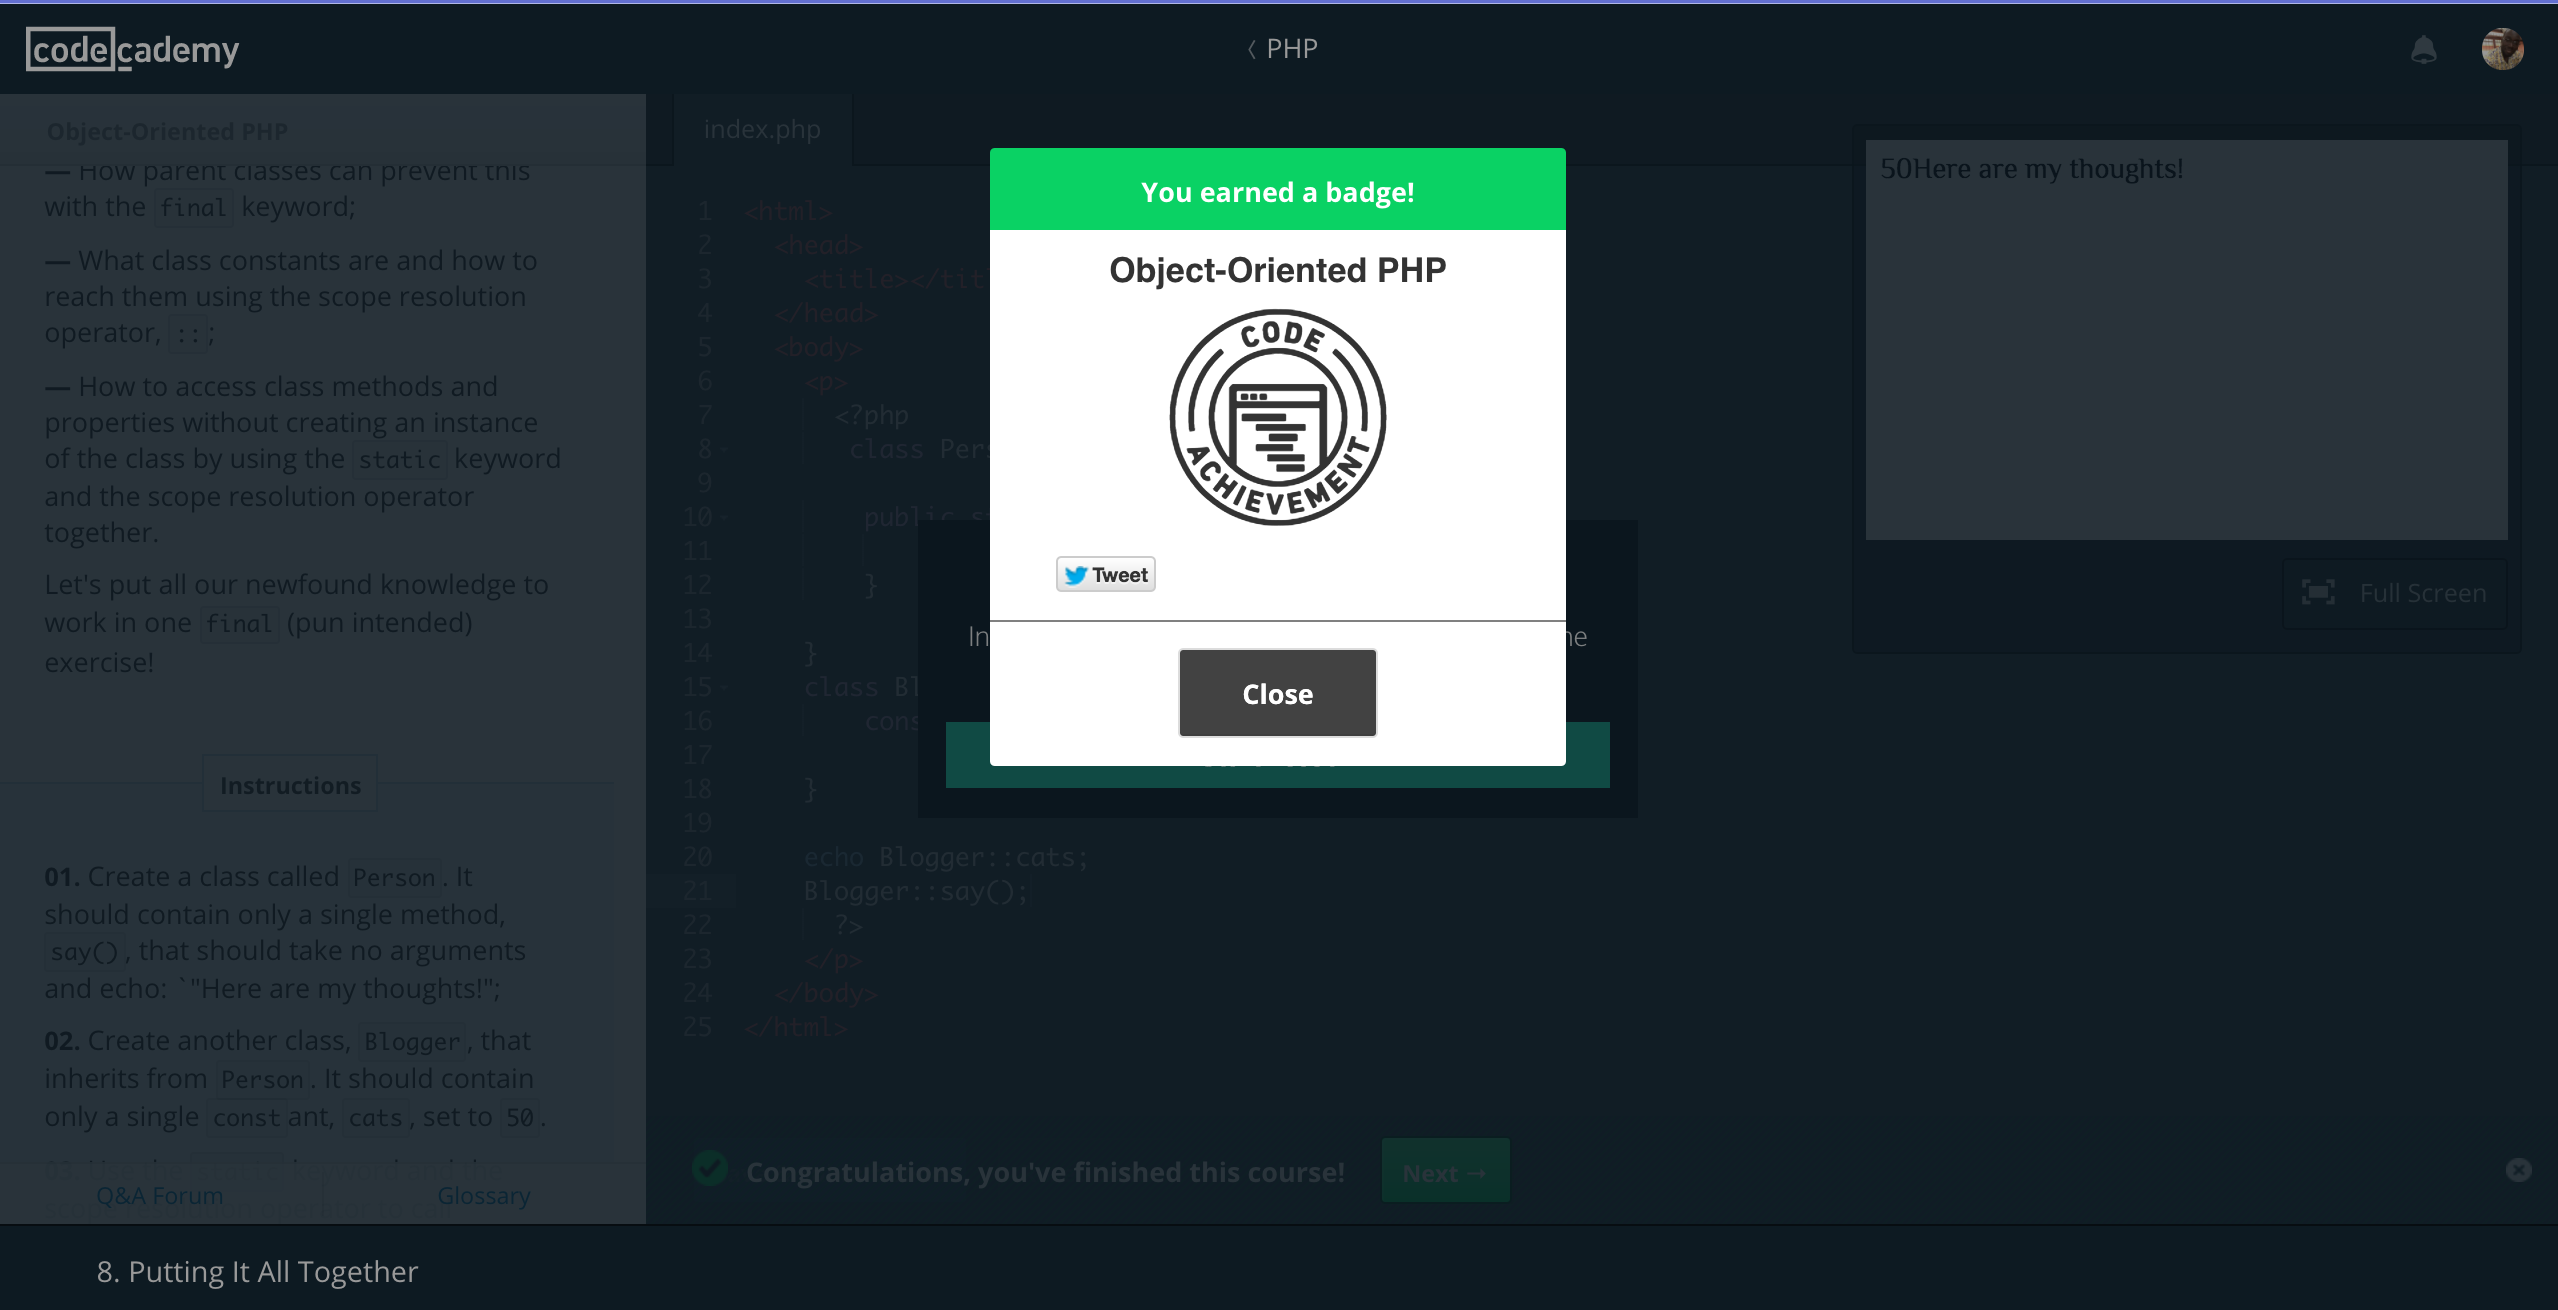 codecademy
PHP
Object-Oriented PHP
— How parent classes can prevent this
with the final keyword;
— What class constants are and how to
reach them using the scope resolution
operator, ::;
— How to access class methods and
properties without creating an instance
of the class by using the static keyword
and the scope resolution operator
together.
Let's put all our newfound knowledge to
work in one final (pun intended)
exercise!
Instructions
01. Create a class called Person. It
should contain only a single method,
say(), that should take no arguments
and echo: `"Here are my thoughts!";
02. Create another class, Blogger, that
inherits from Person. It should contain
only a single constant, cats, set to 50.
Q&A Forum
Glossary
index.php
1 <html>
2 <head>
3 <title></titl
4 </head>
5 <body>
6 <p>
7 <?php
8 class Pers
9
10 public s
11
12 }
13
14 }
15 class Bl
16 cons
17
18 }
19
20 echo Blogger::cats;
21 Blogger::say();
22 ?>
23 </p>
24 </body>
25 </html>
You earned a badge!
Object-Oriented PHP
CODE
ACHIEVEMENT
Tweet
Close
In
he
50Here are my thoughts!
Full Screen
Congratulations, you've finished this course!
Next →
8. Putting It All Together